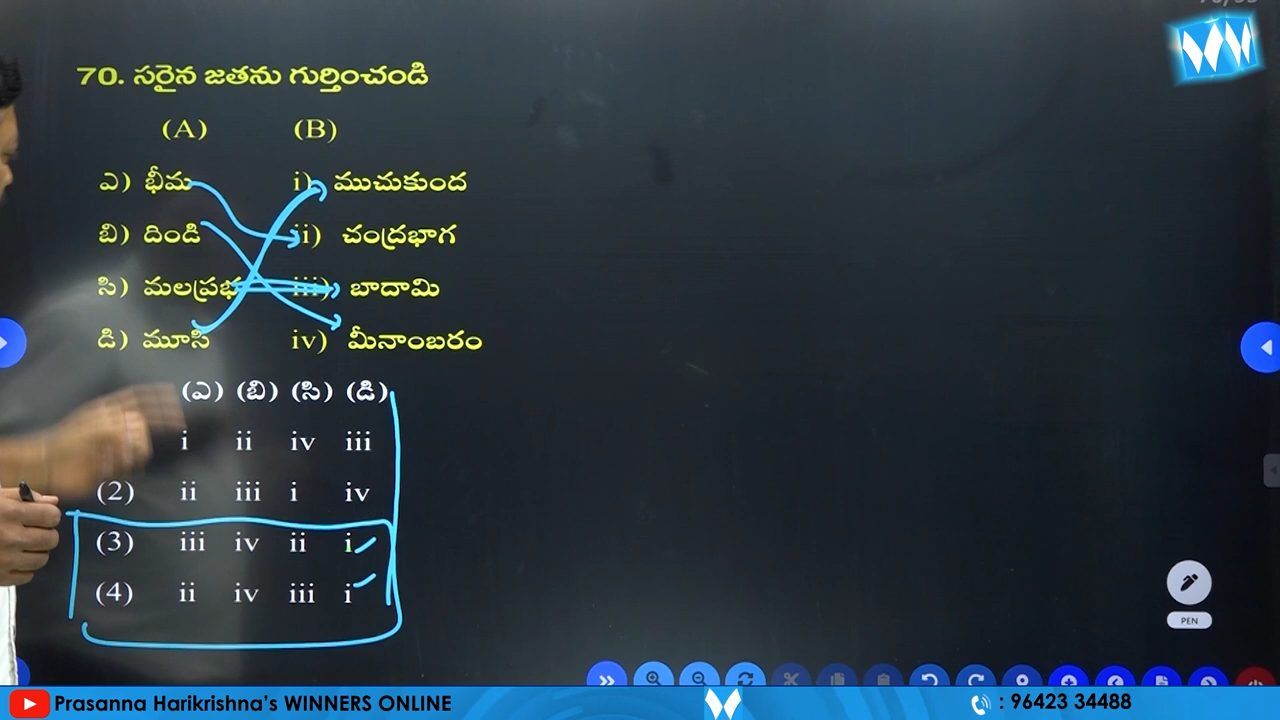 70. సరైన జతను గుర్తించండి
(A) (B)
ఎ) భీమ i) ముచుకుంద
బి) దిండి ii) చంద్రభాగ
సి) మలప్రభ iii) బాదామి
డి) మూసి iv) మీనాంబరం
(ఎ) (బి) (సి) (డి)
i ii iv iii
(2) ii iii i iv
(3) iii iv ii i
(4) ii iv iii i
PEN
Prasanna Harikrishna's WINNERS ONLINE
: 96423 34488